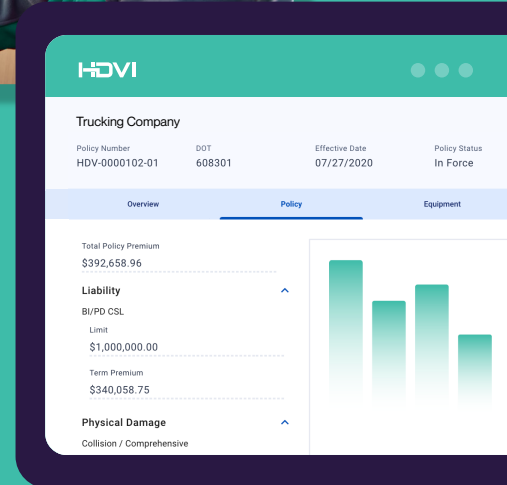 HDVI
Trucking Company
Policy Number DOT Effective Date Policy Status
HDV-0000102-01 608301 07/27/2020 In Force
Overview Policy Equipment
Total Policy Premium
$392,658.96
Liability
BI/PD CSL
Limit
$1,000,000.00
Term Premium
$340,058.75
Physical Damage
Collision / Comprehensive